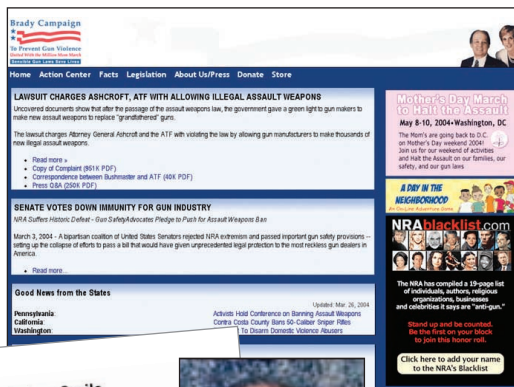 Brady Campaign
To Prevent Gun Violence
United With the Million Mom March
Sensible Gun Laws Save Lives
Home Action Center Facts Legislation About Us/Press Donate Store
LAWSUIT CHARGES ASHCROFT, ATF WITH ALLOWING ILLEGAL ASSAULT WEAPONS
Uncovered documents show that after the passage of the assault weapons law, the government gave a green light to gun makers to
make new assault weapons to replace "grandfathered" guns.
The lawsuit charges Attorney General Ashcroft and the ATF with violating the law by allowing gun manufacturers to make thousands of
new illegal assault weapons.
Read more »
Copy of Complaint (951K PDF)
Correspondence between Bushmaster and ATF (40K PDF)
Press Q&A (250K PDF)
SENATE VOTES DOWN IMMUNITY FOR GUN INDUSTRY
NRA Suffers Historic Defeat - Gun Safety Advocates Pledge to Push for Assault Weapons Ban
March 3, 2004 - A bipartisan coalition of United States Senators rejected NRA extremism and passed important gun safety provisions --
setting up the collapse of efforts to pass a bill that would have given unprecedented legal protection to the most reckless gun dealers in
America.
Read more...
Good News from the States
Updated: Mar. 26, 2004
Pennsylvania: Activists Hold Conference on Banning Assault Weapons
California: Contra Costa County Bans 50-Caliber Sniper Rifles
Washington: To Disarm Domestic Violence Abusers
Mother's Day March
to Halt the Assault
May 8-10, 2004•Washington, DC
The Mom's are going back to D.C.
on Mother's Day weekend 2004!
Join us for our weekend of activities
and Halt the Assault on our families, our
safety, and our gun laws
A DAY IN THE
NEIGHBORHOOD
An On-Line Adventure Game
NRAblacklist.com
The NRA has compiled a 19-page list
of individuals, authors, religious
organizations, businesses
and celebrities it says are "anti-gun."
Stand up and be counted.
Be the first on your block
to join this honor roll.
Click here to add your name
to the NRA's Blacklist